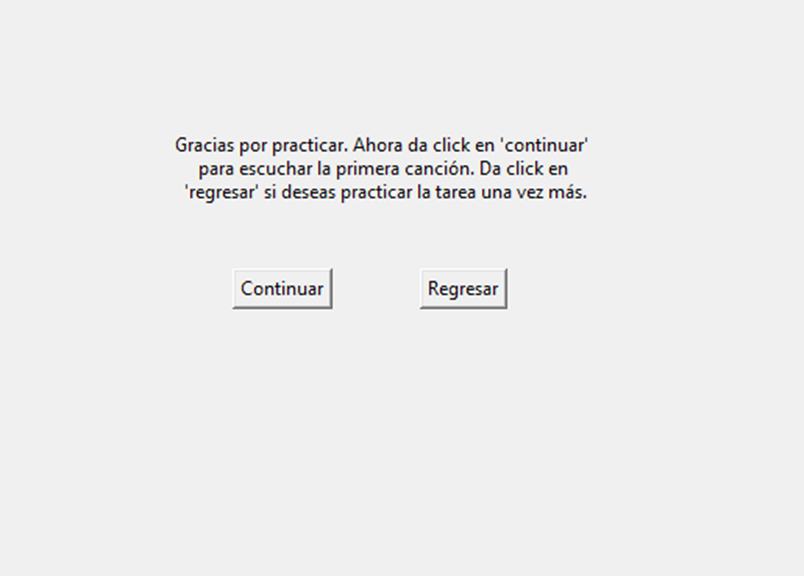 Gracias por practicar. Ahora da click en 'continuar'
para escuchar la primera canción. Da click en
'regresar' si deseas practicar la tarea una vez más.
Continuar
Regresar